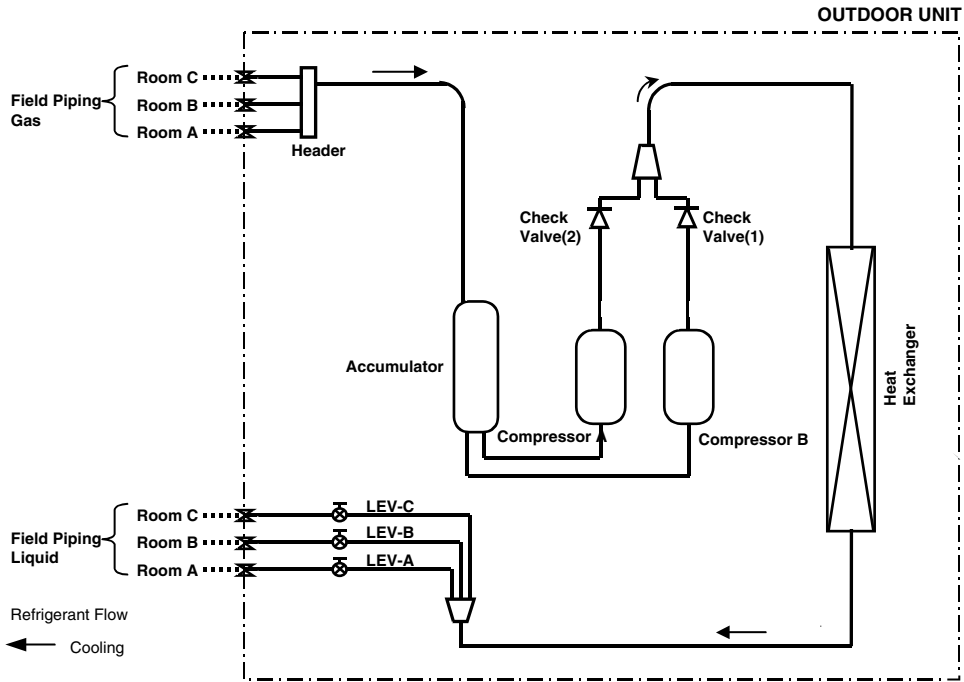 OUTDOOR UNIT
Field Piping
Gas
Room C
Room B
Room A
Header
Check
Valve(2)
Check
Valve(1)
Accumulator
Compressor A
Compressor B
Heat
Exchanger
Field Piping
Liquid
Room C
Room B
Room A
LEV-C
LEV-B
LEV-A
Refrigerant Flow
Cooling